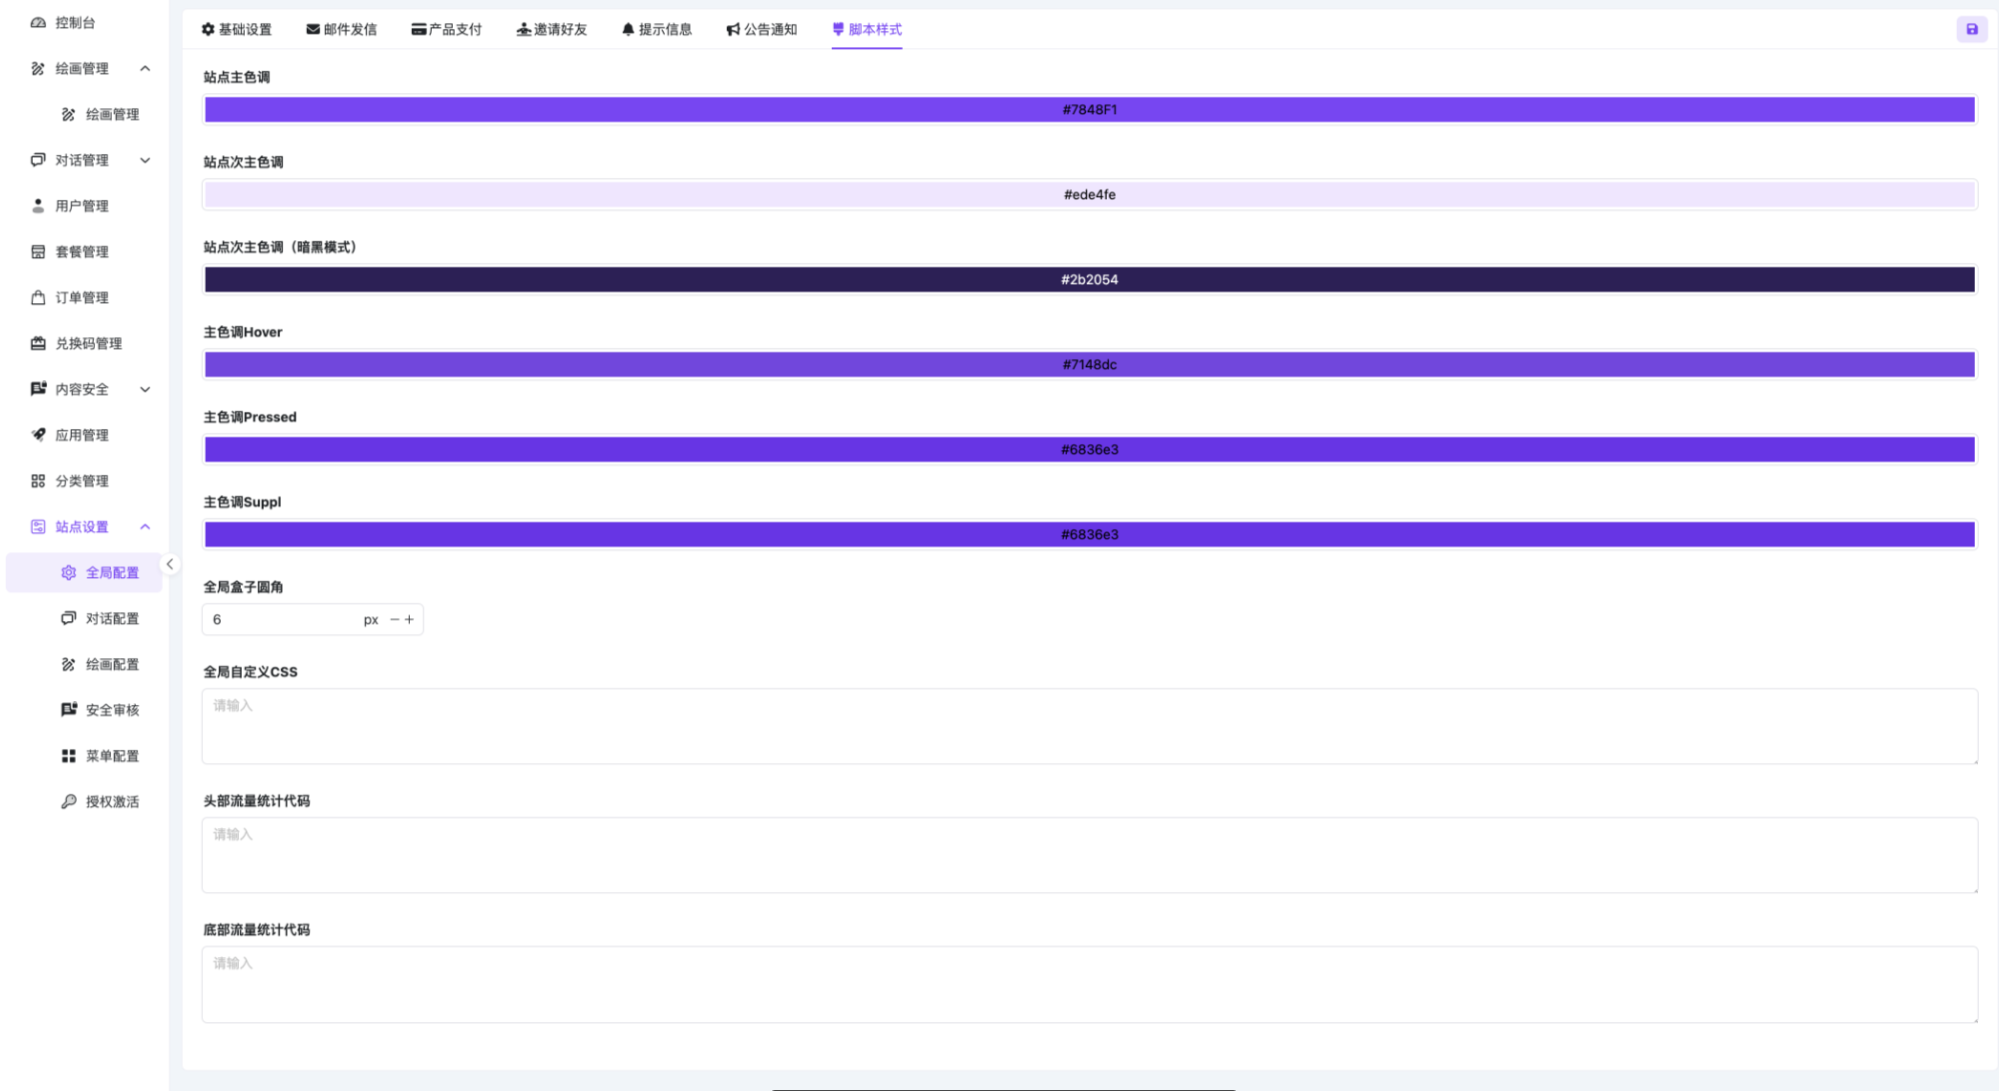 控制台
绘画管理
绘画管理
对话管理
用户管理
套餐管理
订单管理
兑换码管理
内容安全
应用管理
分类管理
站点设置
全局配置
对话配置
绘画配置
安全审核
菜单配置
授权激活
基础设置 邮件发信 产品支付 邀请好友 提示信息 公告通知 脚本样式
站点主色调
#7848F1
站点次主色调
#ede4fe
站点次主色调（暗黑模式）
#2b2054
主色调Hover
#7148dc
主色调Pressed
#6836e3
主色调Suppl
#6836e3
全局盒子圆角
6 px
全局自定义CSS
请输入
头部流量统计代码
请输入
底部流量统计代码
请输入